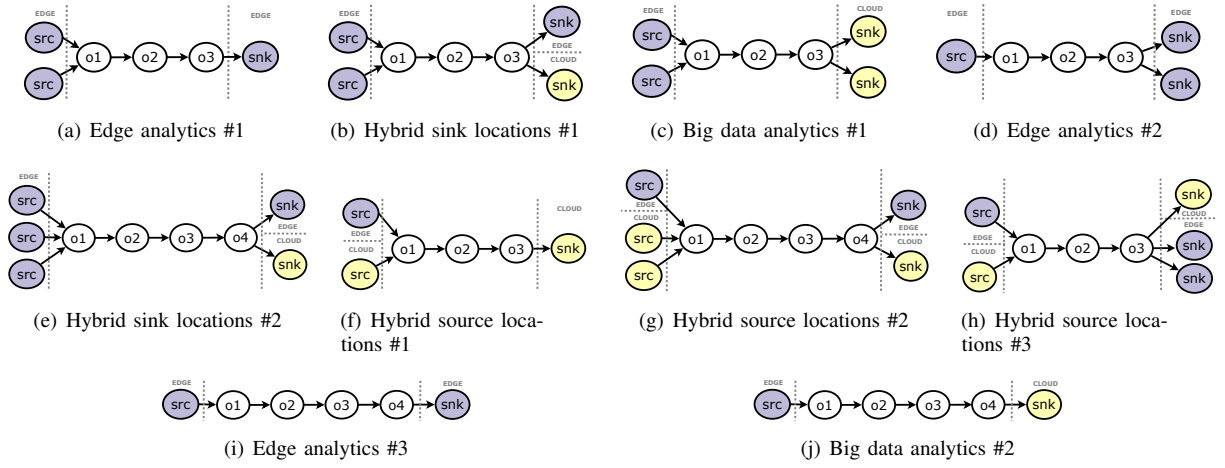 EDGE
EDGE
src
src
o1
o2
o3
snk
(a) Edge analytics #1
EDGE
src
src
o1
o2
o3
snk
EDGE
CLOUD
snk
(b) Hybrid sink locations #1
EDGE
CLOUD
src
src
o1
o2
o3
snk
snk
(c) Big data analytics #1
EDGE
EDGE
src
o1
o2
o3
snk
snk
(d) Edge analytics #2
EDGE
src
src
src
o1
o2
o3
o4
snk
EDGE
CLOUD
snk
(e) Hybrid sink locations #2
src
EDGE
CLOUD
src
o1
o2
o3
CLOUD
snk
(f) Hybrid source loca-
tions #1
src
EDGE
CLOUD
src
src
o1
o2
o3
o4
snk
EDGE
CLOUD
snk
(g) Hybrid source locations #2
src
EDGE
CLOUD
src
o1
o2
o3
snk
CLOUD
EDGE
snk
snk
(h) Hybrid source loca-
tions #3
EDGE
EDGE
src
o1
o2
o3
o4
snk
(i) Edge analytics #3
EDGE
CLOUD
src
o1
o2
o3
o4
snk
(j) Big data analytics #2